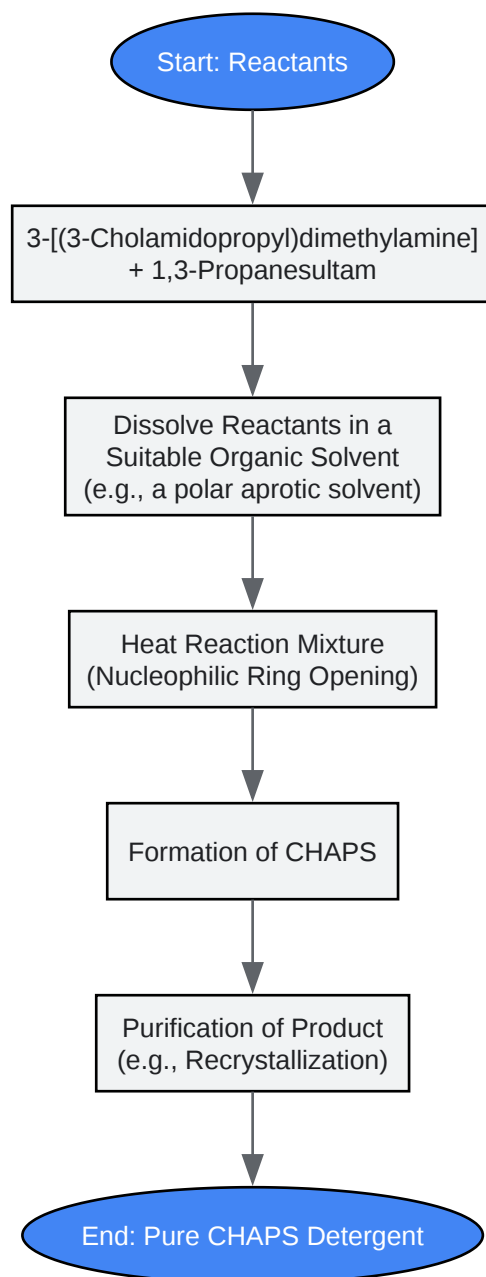 Start: Reactants
3-[(3-Cholamidopropyl)dimethylamine]
+ 1,3-Propanesultam
Dissolve Reactants in a
Suitable Organic Solvent
(e.g., a polar aprotic solvent)
Heat Reaction Mixture
(Nucleophilic Ring Opening)
Formation of CHAPS
Purification of Product
(e.g., Recrystallization)
End: Pure CHAPS Detergent